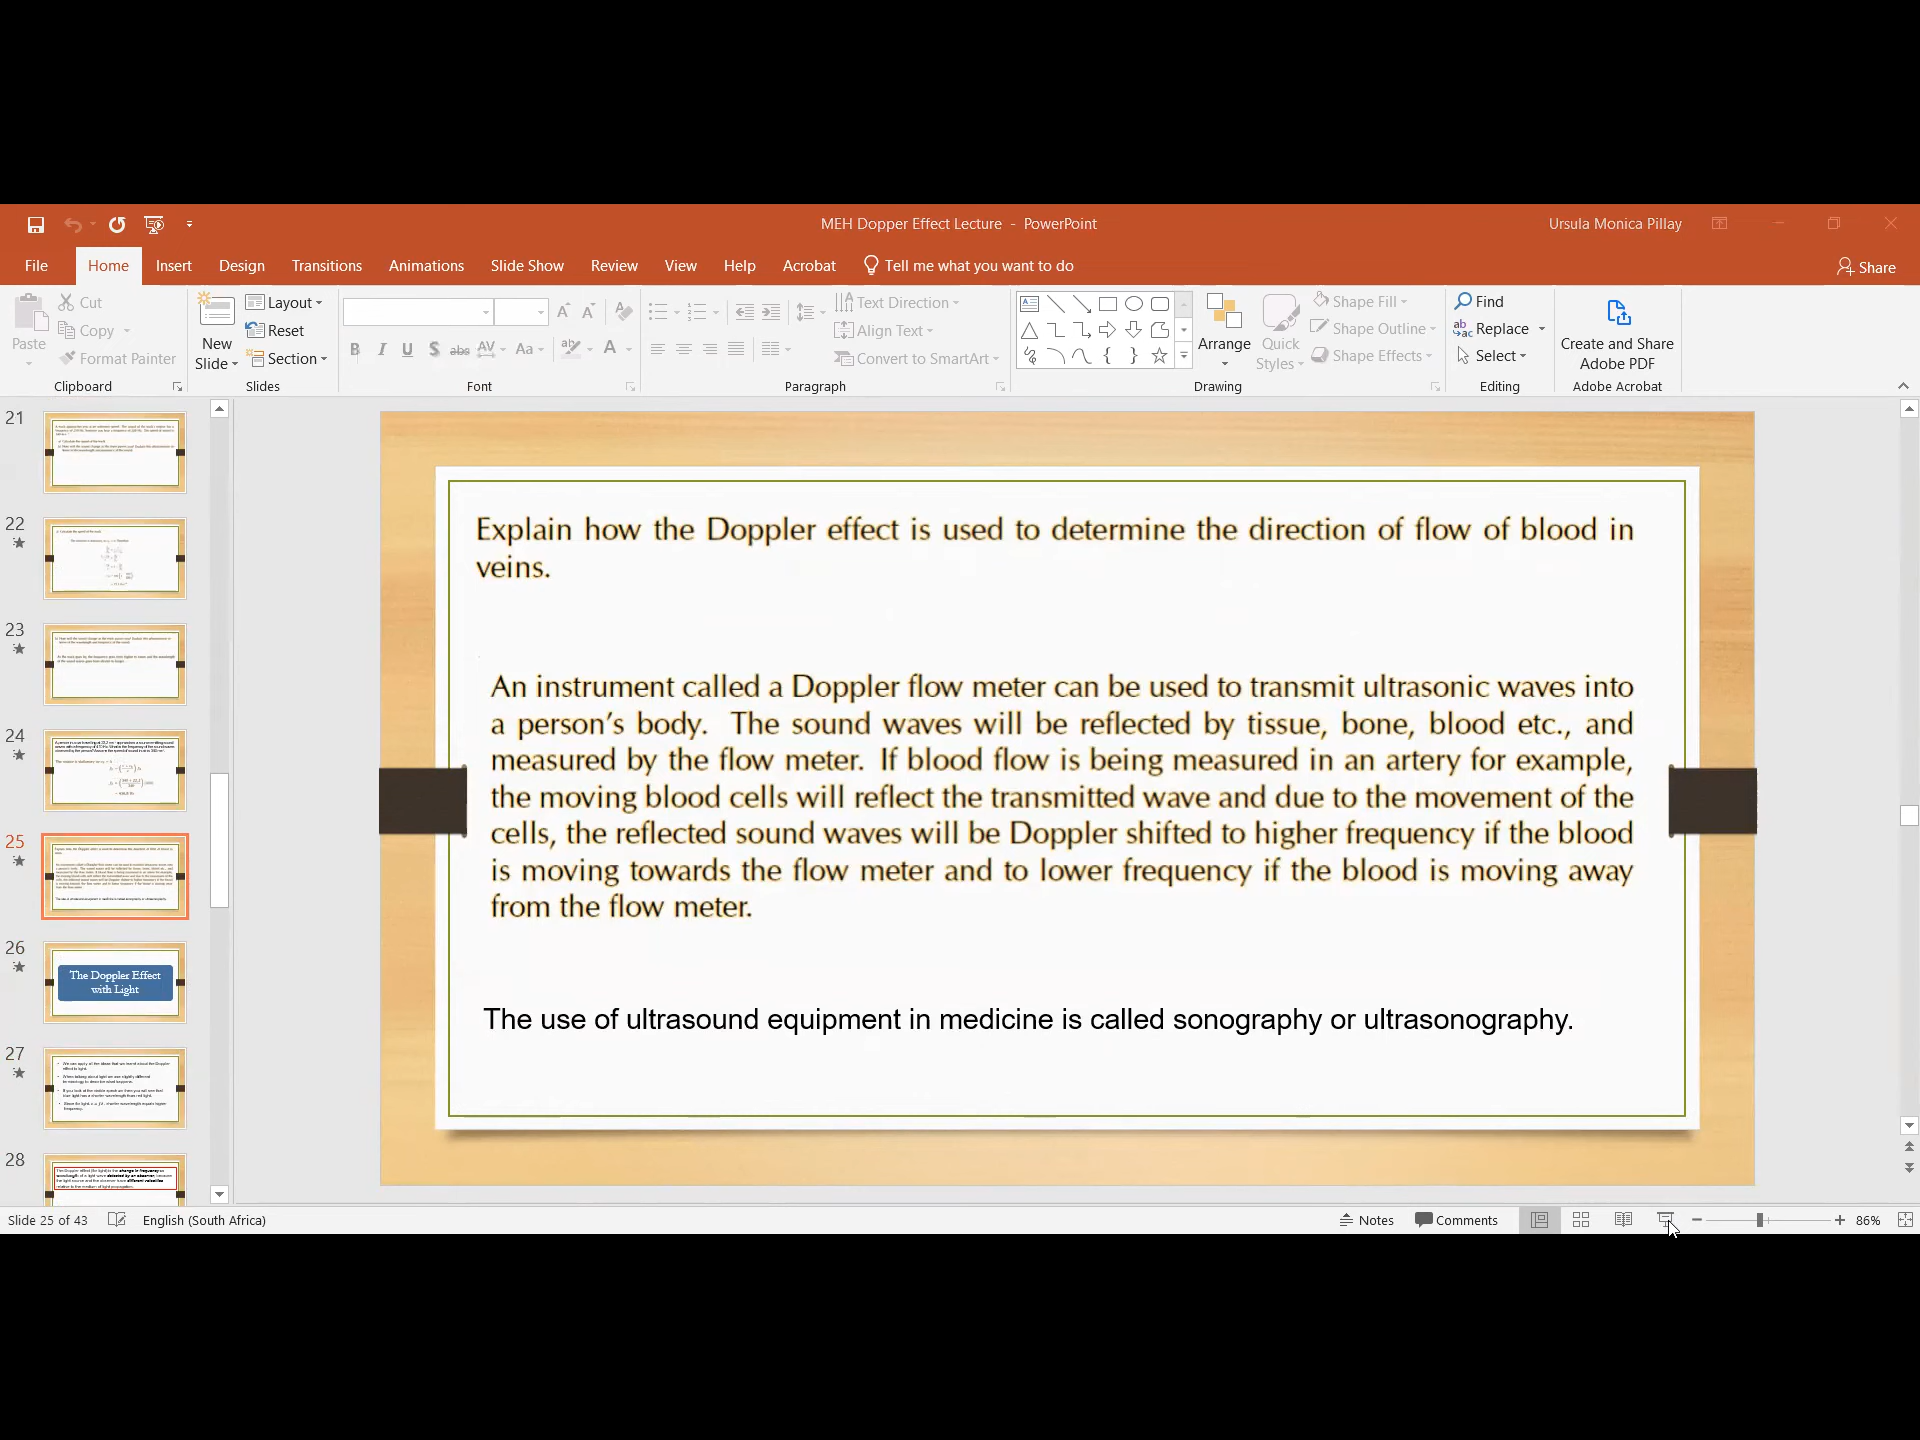 MEH Dopper Effect Lecture - PowerPoint
Ursula Monica Pillay
File Home Insert Design Transitions Animations Slide Show Review View Help Acrobat Tell me what you want to do
Share
Paste
Cut
Copy
Format Painter
Clipboard
New Slide
Layout
Reset
Section
Slides
Font
Text Direction
Align Text
Convert to SmartArt
Paragraph
Arrange
Quick Styles
Shape Fill
Shape Outline
Shape Effects
Drawing
Find
Replace
Select
Editing
Create and Share
Adobe PDF
Adobe Acrobat
21
22
23
24
25
26
The Doppler Effect
with Light
27
28
Explain how the Doppler effect is used to determine the direction of flow of blood in
veins.
An instrument called a Doppler flow meter can be used to transmit ultrasonic waves into
a person's body. The sound waves will be reflected by tissue, bone, blood etc., and
measured by the flow meter. If blood flow is being measured in an artery for example,
the moving blood cells will reflect the transmitted wave and due to the movement of the
cells, the reflected sound waves will be Doppler shifted to higher frequency if the blood
is moving towards the flow meter and to lower frequency if the blood is moving away
from the flow meter.
The use of ultrasound equipment in medicine is called sonography or ultrasonography.
Slide 25 of 43 English (South Africa)
Notes Comments 86%